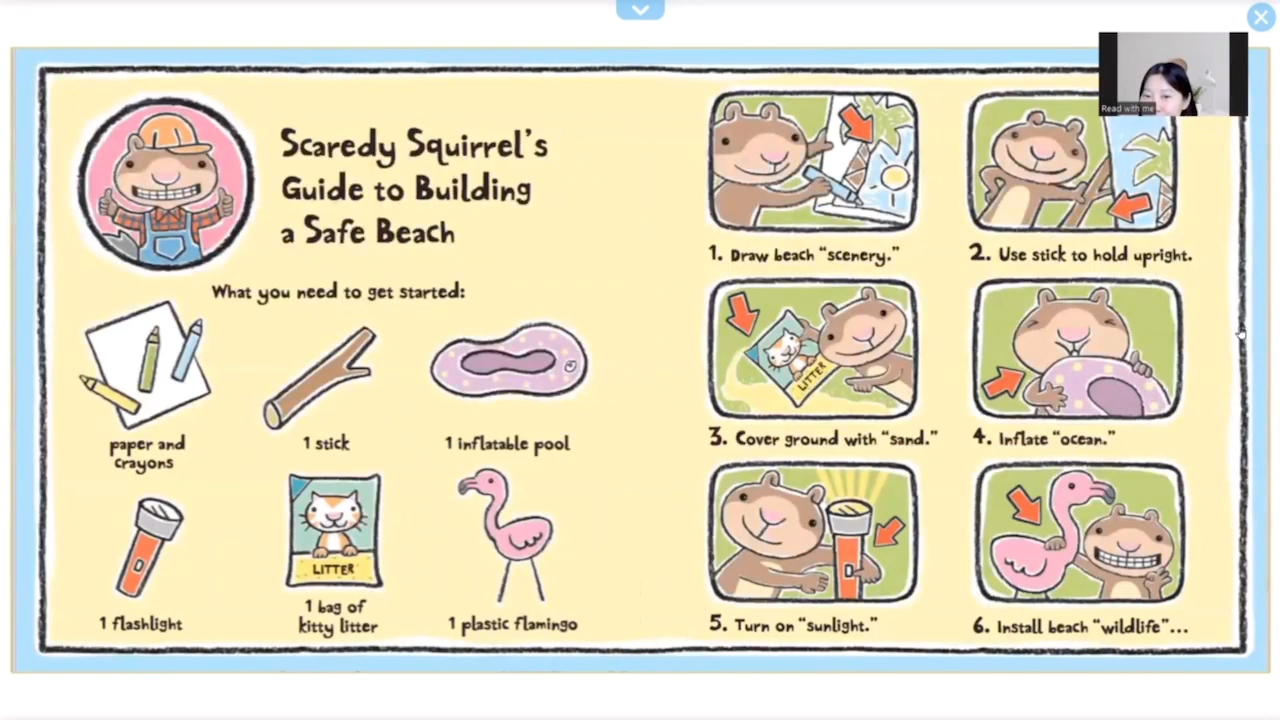 Read with me
Scaredy Squirrel's
Guide to Building
a Safe Beach
What you need to get started:
paper and
crayons
1 stick
1 inflatable pool
1 flashlight
LITTER
1 bag of
kitty litter
1 plastic flamingo
1. Draw beach “scenery.”
2. Use stick to hold upright.
LITTER
3. Cover ground with “sand.”
4. Inflate “ocean.”
5. Turn on “sunlight.”
6. Install beach “wildlife”...